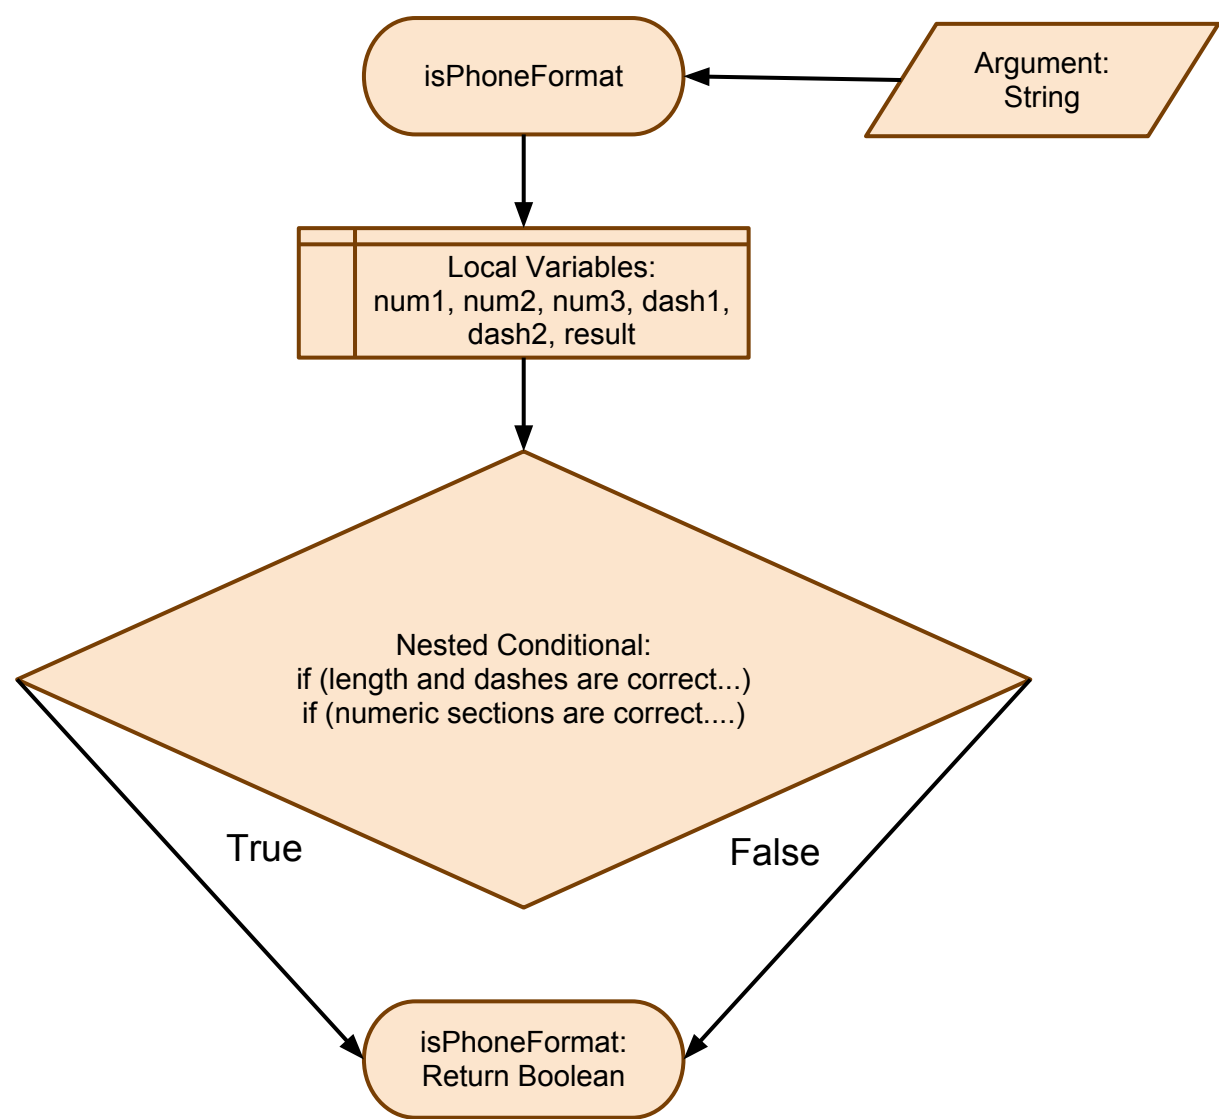 isPhoneFormat
Argument:
String
Local Variables:
num1, num2, num3, dash1,
dash2, result
Nested Conditional:
if (length and dashes are correct...)
if (numeric sections are correct....)
True
False
isPhoneFormat:
Return Boolean